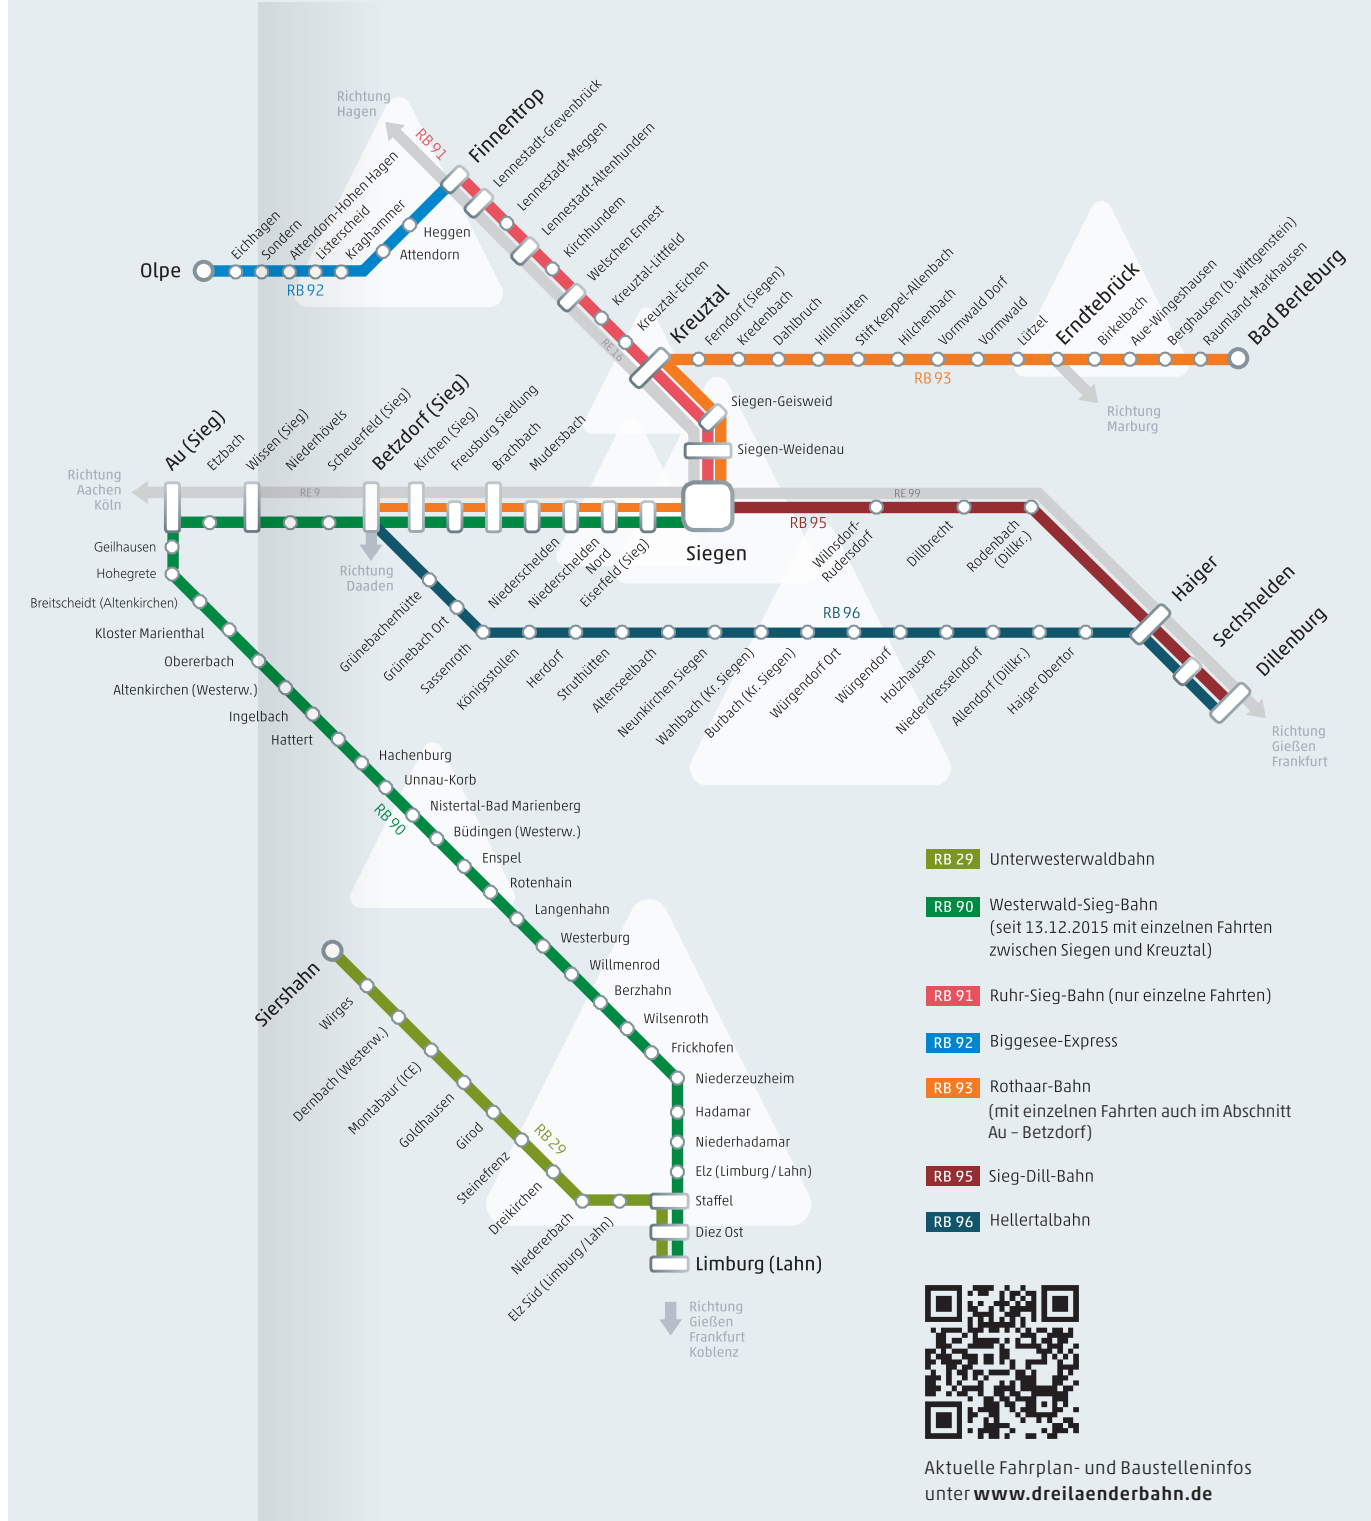 Richtung
Hagen
RB 91
Finnentrop
Lennestadt-Grevenbrück
Lennestadt-Meggen
Lennestadt-Altenhundem
Kirchhundem
Welschen Ennest
Kreuztal-Littfeld
Kreuztal-Eichen
Kreuztal
RE 16
Olpe
Eichhagen
Sondern
Attendorn-Hohen Hagen
Listerscheid
Kraghammer
Attendorn
Heggen
RB 92
Ferndorf (Siegen)
Kredenbach
Dahlbruch
Hillnhütten
Stift Keppel-Allenbach
Hilchenbach
Vormwald Dorf
Vormwald
Lützel
Erndtebrück
Birkelbach
Aue-Wingeshausen
Berghausen (b. Wittgenstein)
Raumland-Markhausen
Bad Berleburg
RB 93
Richtung
Marburg
Siegen-Geisweid
Siegen-Weidenau
Richtung
Aachen
Köln
Au (Sieg)
Etzbach
Wissen (Sieg)
Niederhövels
Scheuerfeld (Sieg)
Betzdorf (Sieg)
Kirchen (Sieg)
Freusburg Siedlung
Brachbach
Mudersbach
RE 9
Niederschelden
Niederschelden
Nord
Eiserfeld (Sieg)
Siegen
RE 99
RB 95
Wilnsdorf-
Rudersdorf
Dillbrecht
Rodenbach
(Dillkr.)
Haiger
Sechshelden
Dillenburg
Richtung
Gießen
Frankfurt
Richtung
Daaden
Grünebacherhütte
Grünebach Ort
Sassenroth
Königsstollen
Herdorf
Struthütten
Altenseelbach
Neunkirchen Siegen
Wahlbach (Kr. Siegen)
Burbach (Kr. Siegen)
Würgendorf Ort
Würgendorf
Holzhausen
Niederdresselndorf
Allendorf (Dillkr.)
Haiger Obertor
RB 96
Geilhausen
Hohegrete
Breitscheidt (Altenkirchen)
Kloster Marienthal
Obererbach
Altenkirchen (Westerw.)
Ingelbach
Hattert
Hachenburg
Unnau-Korb
Nistertal-Bad Marienberg
RB 90
Büdingen (Westerw.)
Enspel
Rotenhain
Langenhahn
Westerburg
Willmenrod
Berzhahn
Wilsenroth
Frickhofen
Niederzeuzheim
Hadamar
Niederhadamar
Elz (Limburg / Lahn)
Staffel
Diez Ost
Limburg (Lahn)
Richtung
Gießen
Frankfurt
Koblenz
Siershahn
Wirges
Dernbach (Westerw.)
Montabaur (ICE)
Goldhausen
Girod
Steinefrenz
Dreikirchen
Niedererbach
Elz Süd (Limburg / Lahn)
RB 29
RB 29 Unterwesterwaldbahn
RB 90 Westerwald-Sieg-Bahn
(seit 13.12.2015 mit einzelnen Fahrten
zwischen Siegen und Kreuztal)
RB 91 Ruhr-Sieg-Bahn (nur einzelne Fahrten)
RB 92 Biggesee-Express
RB 93 Rothaar-Bahn
(mit einzelnen Fahrten auch im Abschnitt
Au – Betzdorf)
RB 95 Sieg-Dill-Bahn
RB 96 Hellertalbahn
Aktuelle Fahrplan- und Baustelleninfos
unter www.dreilaenderbahn.de